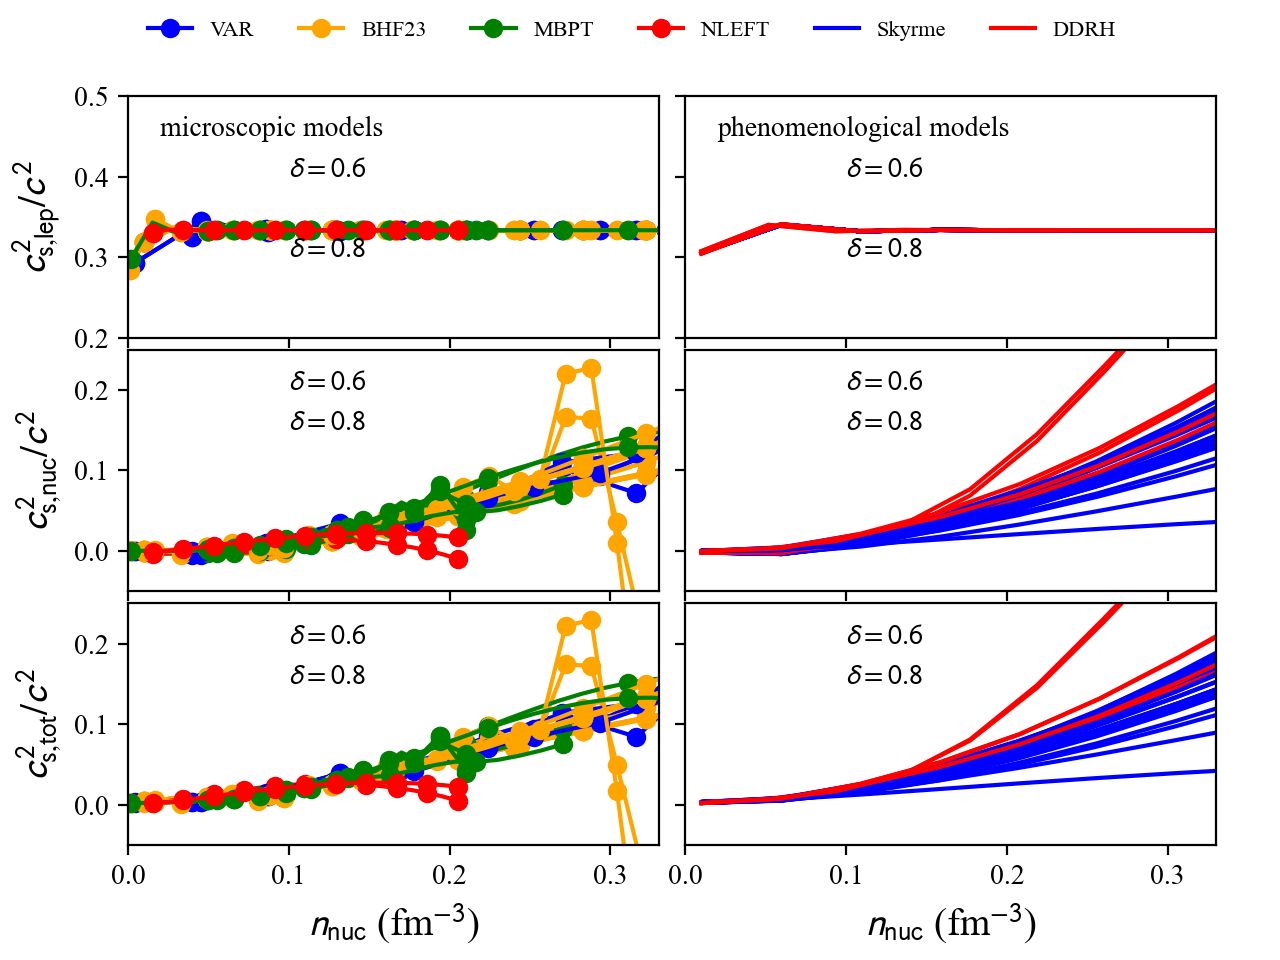 VAR BHF23 MBPT NLEFT Skyrme DDRH
microscopic models
δ = 0.6
δ = 0.8
0.5
0.4
0.3
0.2
c²s,lep/c²
phenomenological models
δ = 0.6
δ = 0.8
δ = 0.6
δ = 0.8
0.2
0.1
0.0
c²s,nuc/c²
δ = 0.6
δ = 0.8
δ = 0.6
δ = 0.8
0.2
0.1
0.0
c²s,tot/c²
0.0 0.1 0.2 0.3
n nuc (fm⁻³)
δ = 0.6
δ = 0.8
0.0 0.1 0.2 0.3
n nuc (fm⁻³)